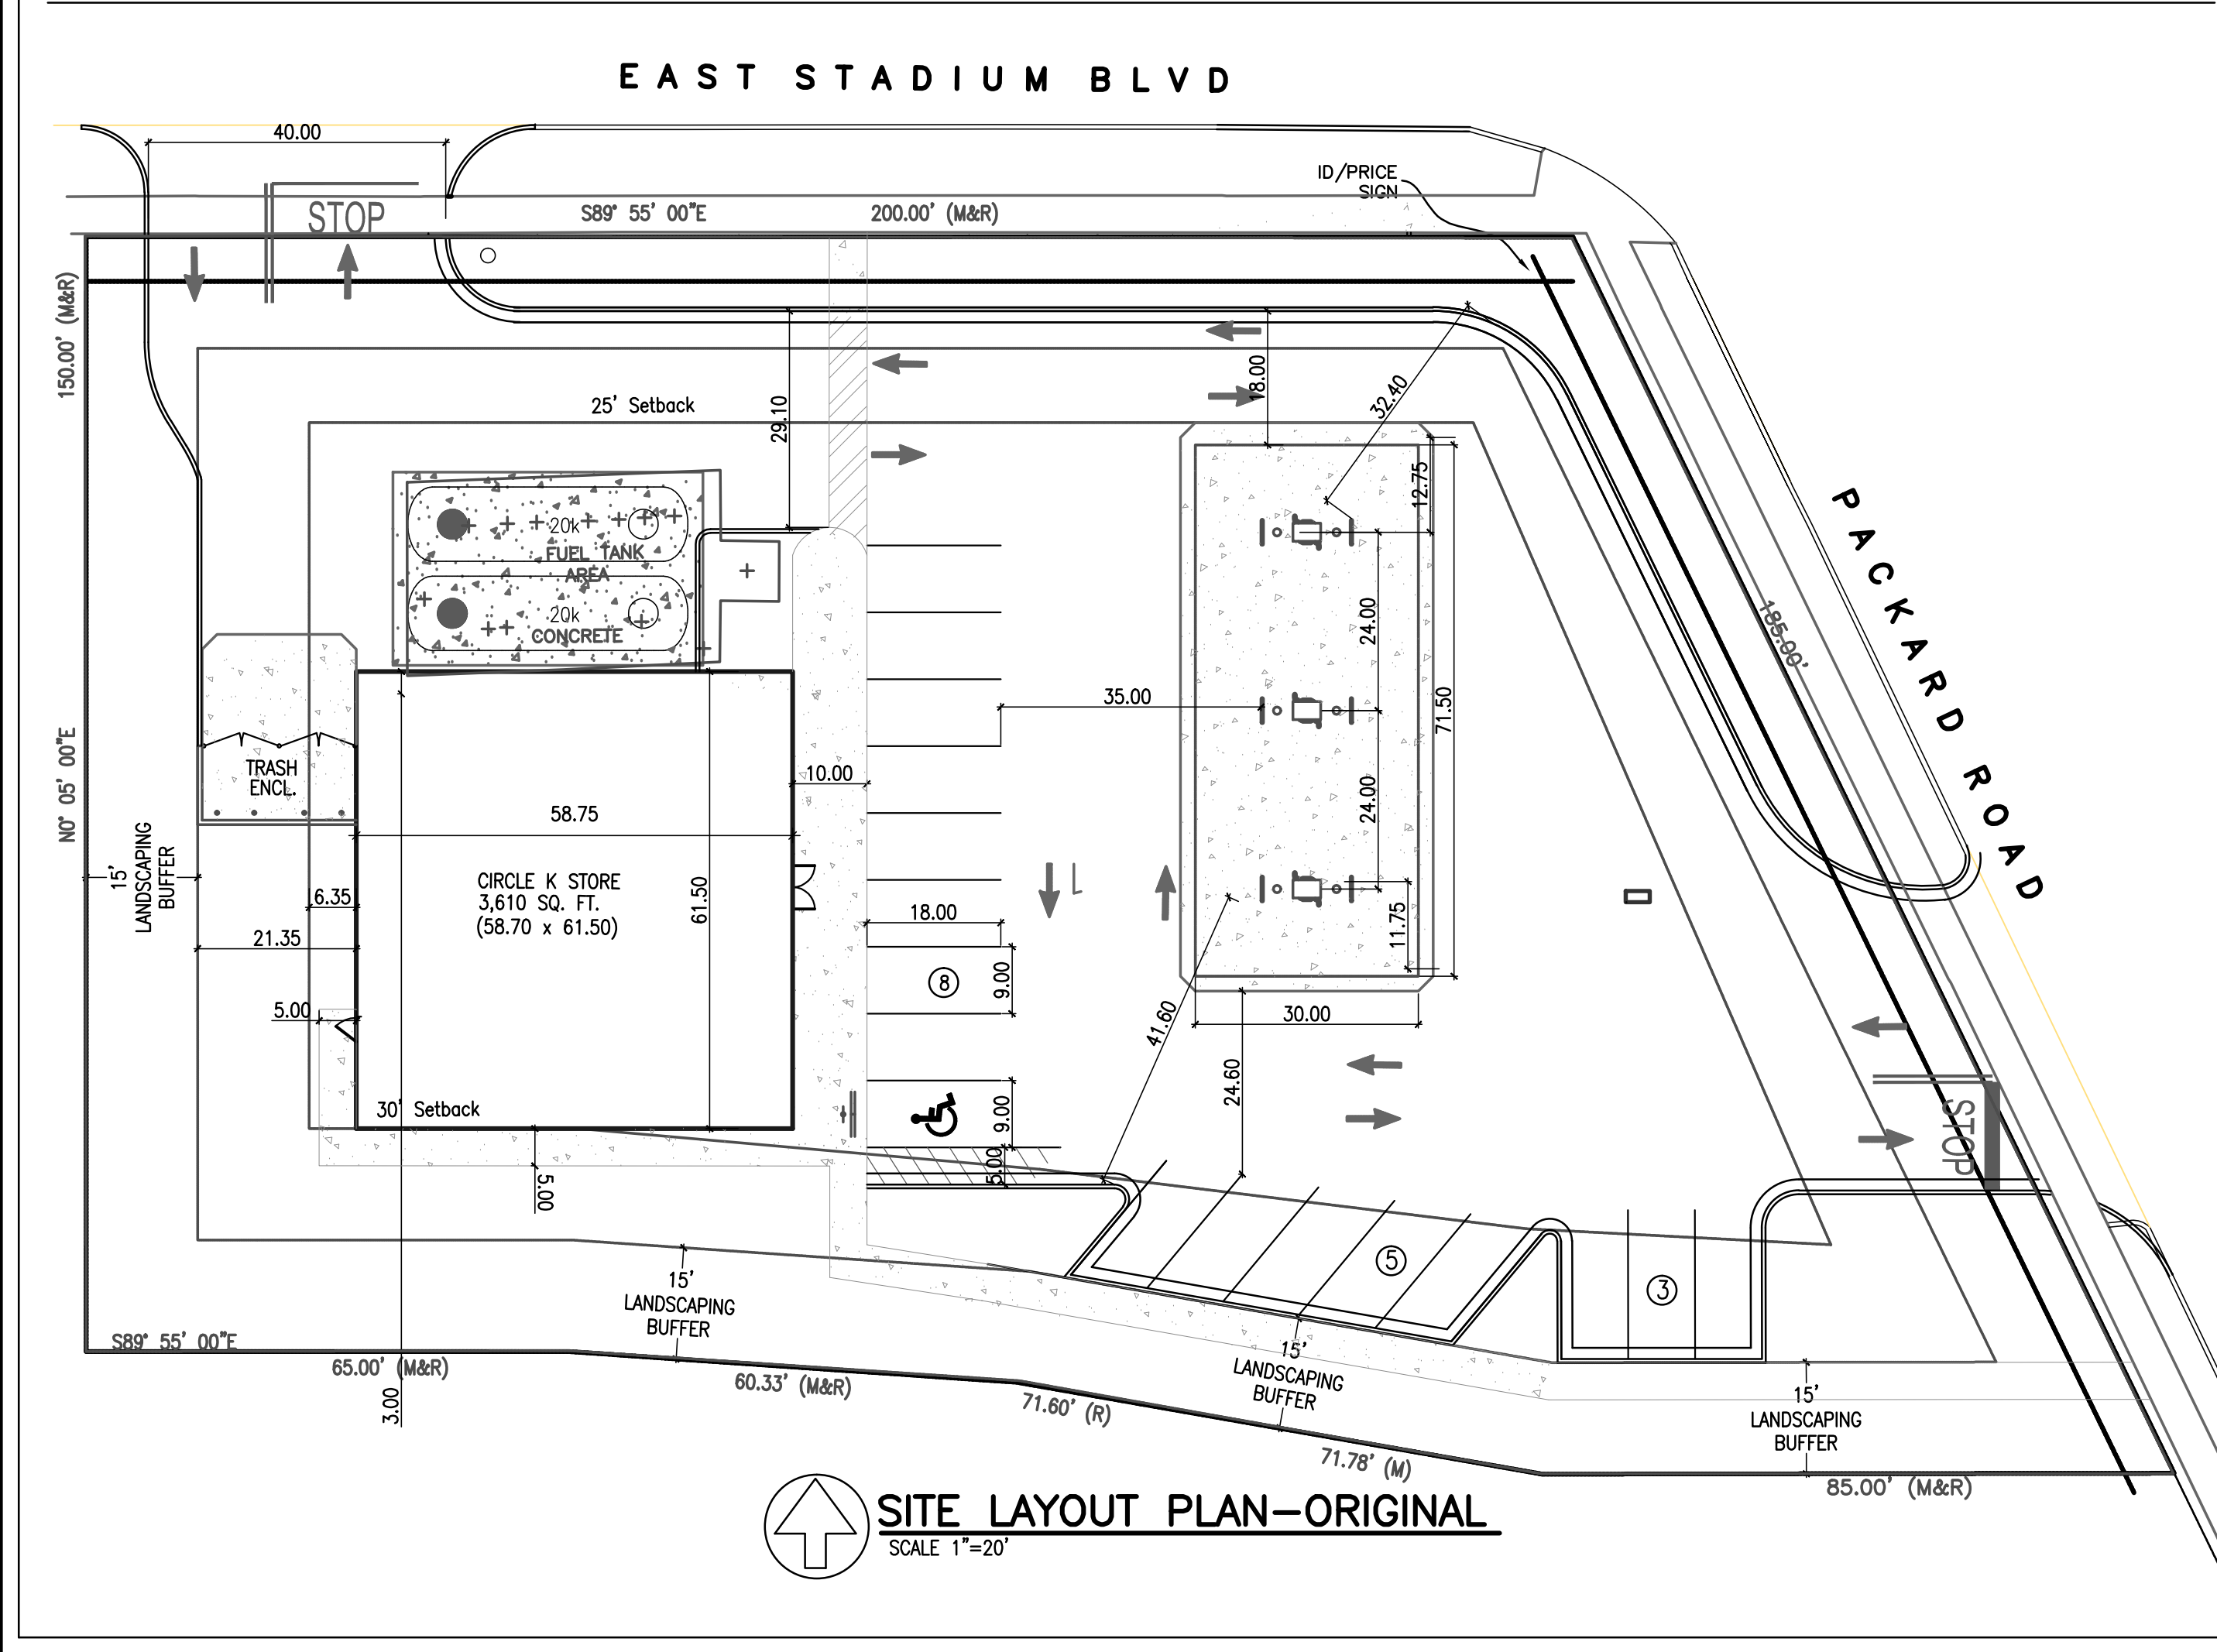 EAST STADIUM BLVD
40.00
ID/PRICE
SIGN
STOP
S89° 55' 00"E
200.00' (M&R)
150.00' (M&R)
18.00
32.40
25' Setback
29.10
12.75
PACKARD ROAD
20k
FUEL TANK
AREA
20k
CONCRETE
24.00
185.00'
35.00
71.50
N0° 05' 00"E
TRASH
ENCL.
10.00
24.00
58.75
15'
LANDSCAPING
BUFFER
6.35
CIRCLE K STORE
3,610 SQ. FT.
(58.70 x 61.50)
61.50
L
18.00
11.75
21.35
8
9.00
5.00
30.00
41.60
24.60
30' Setback
9.00
STOP
5.00
5.00
5
3
15'
LANDSCAPING
BUFFER
S89° 55' 00"E
65.00' (M&R)
3.00
60.33' (M&R)
71.60' (R)
15'
LANDSCAPING
BUFFER
71.78' (M)
15'
LANDSCAPING
BUFFER
85.00' (M&R)
SITE LAYOUT PLAN-ORIGINAL
SCALE 1"=20'